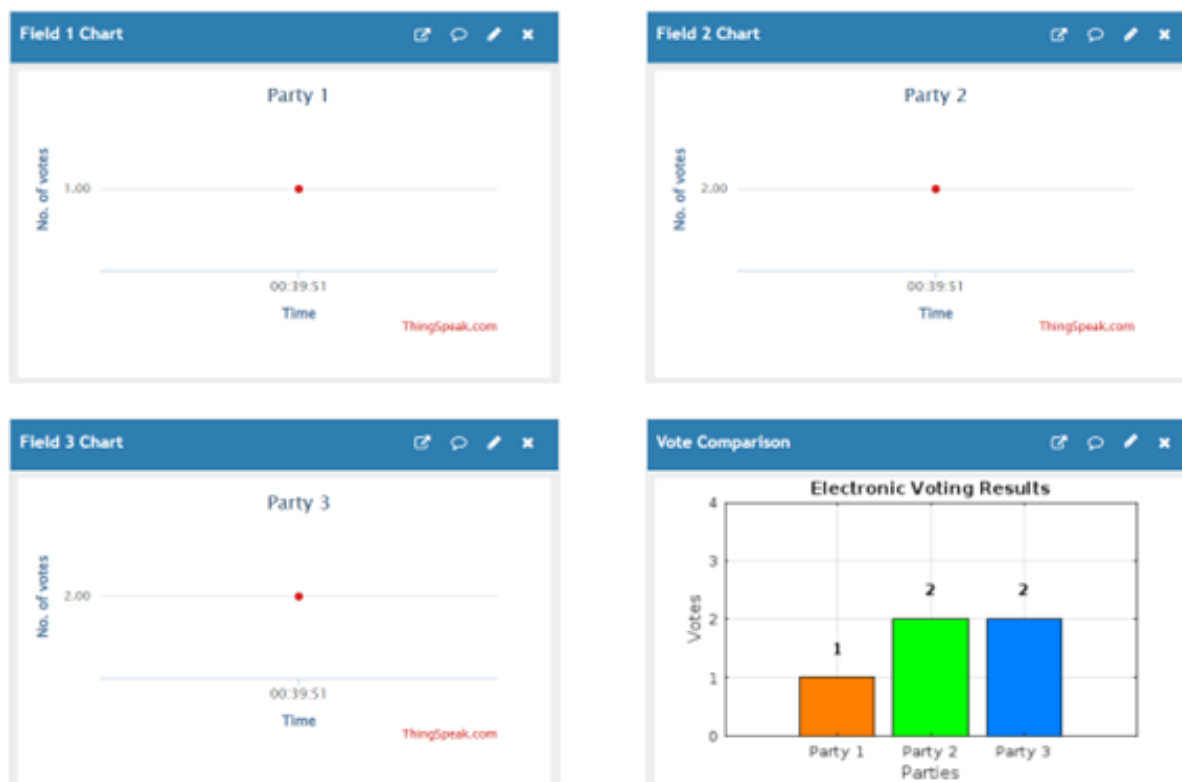 Field 1 Chart
Party 1
No. of votes
1.00
00:39:51
Time
ThingSpeak.com
Field 2 Chart
Party 2
No. of votes
2.00
00:39:51
Time
ThingSpeak.com
Field 3 Chart
Party 3
No. of votes
2.00
00:39:51
Time
ThingSpeak.com
Vote Comparison
Electronic Voting Results
Votes
4
3
2
1
0
1
2
2
Party 1 Party 2 Party 3
Parties